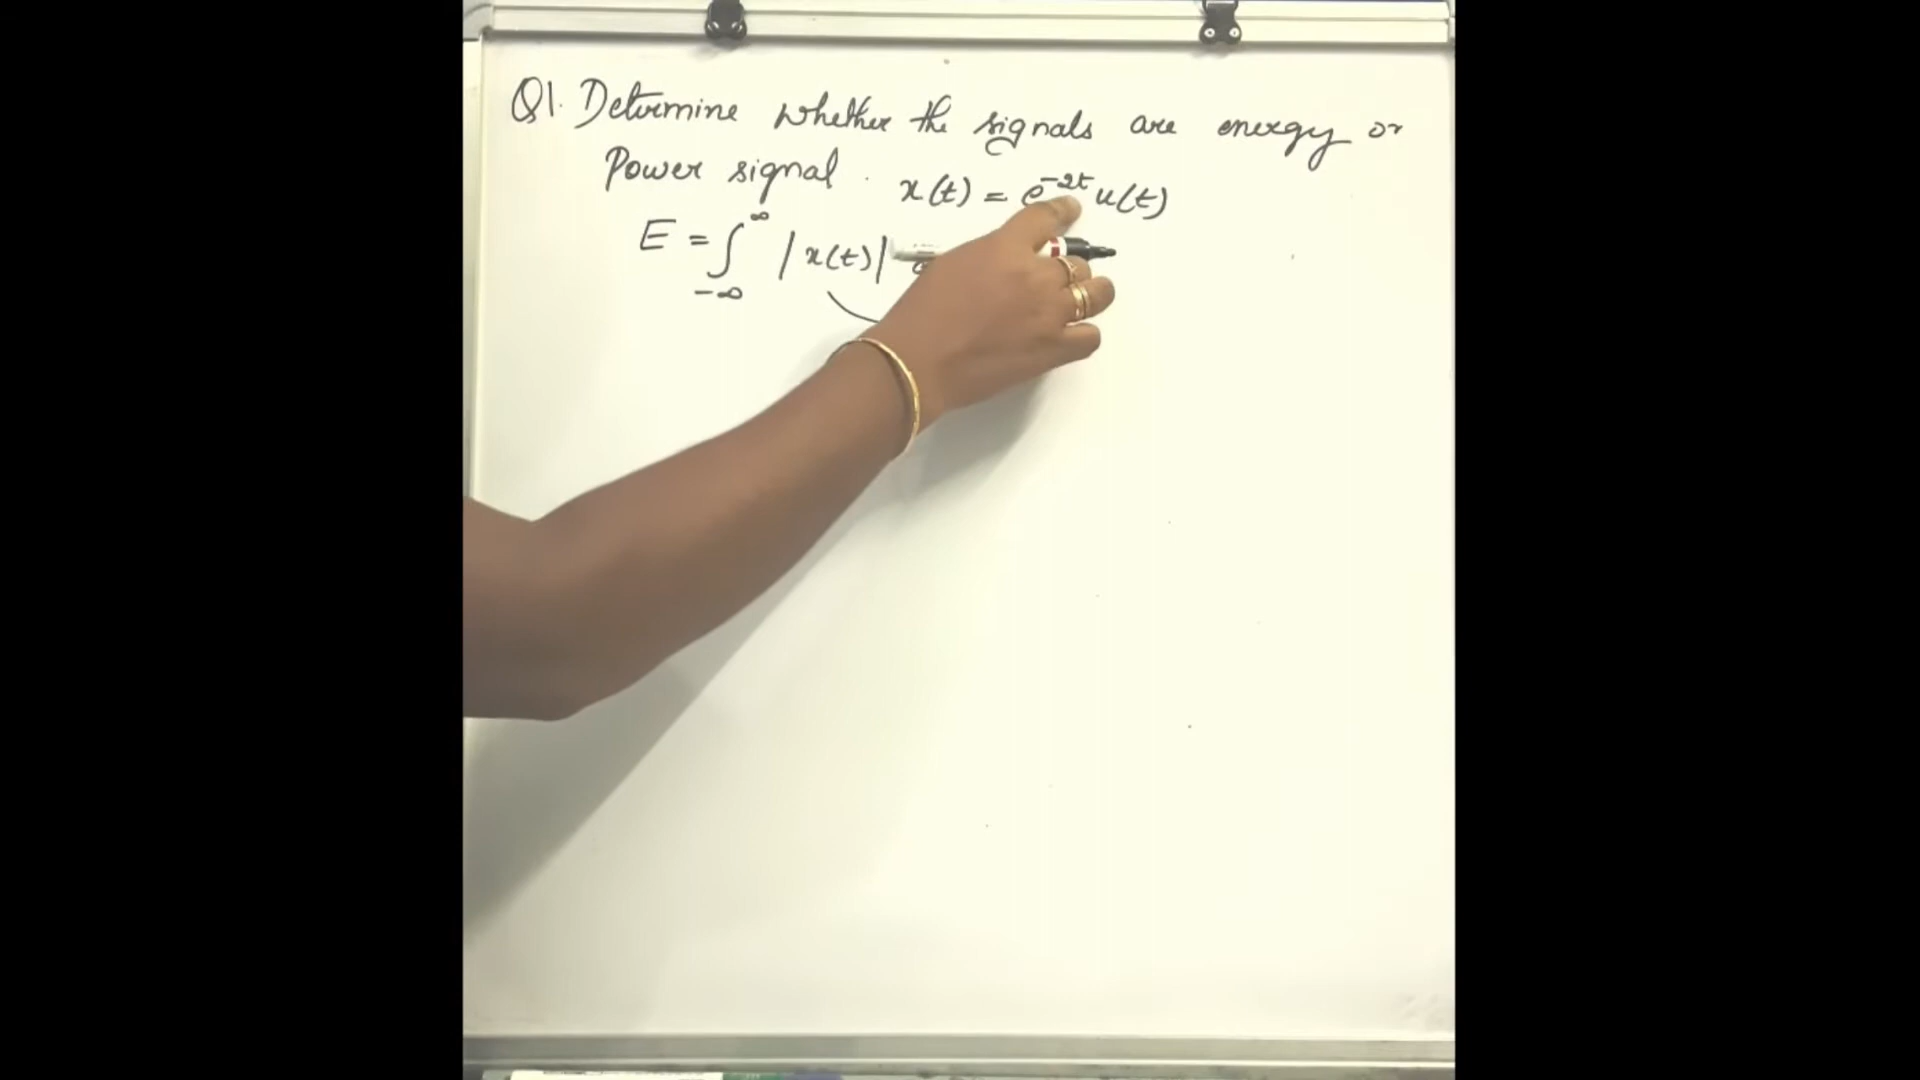 Q1. Determine whether the signals are energy or
Power signal. x(t) = e^{-2t} u(t)
E = ∫_{-∞}^{∞} |x(t)|